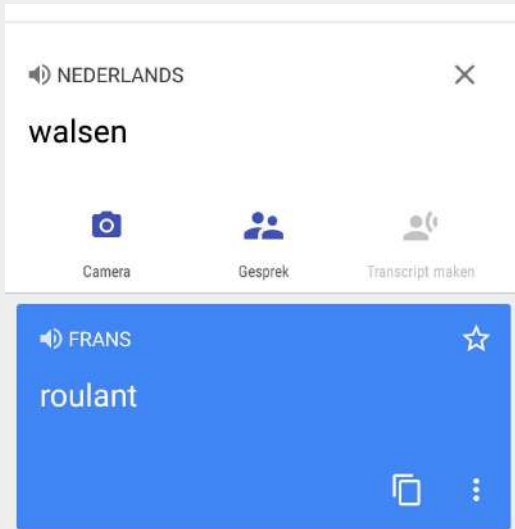 NEDERLANDS
walsen
Camera Gesprek Transcript maken
FRANS
roulant